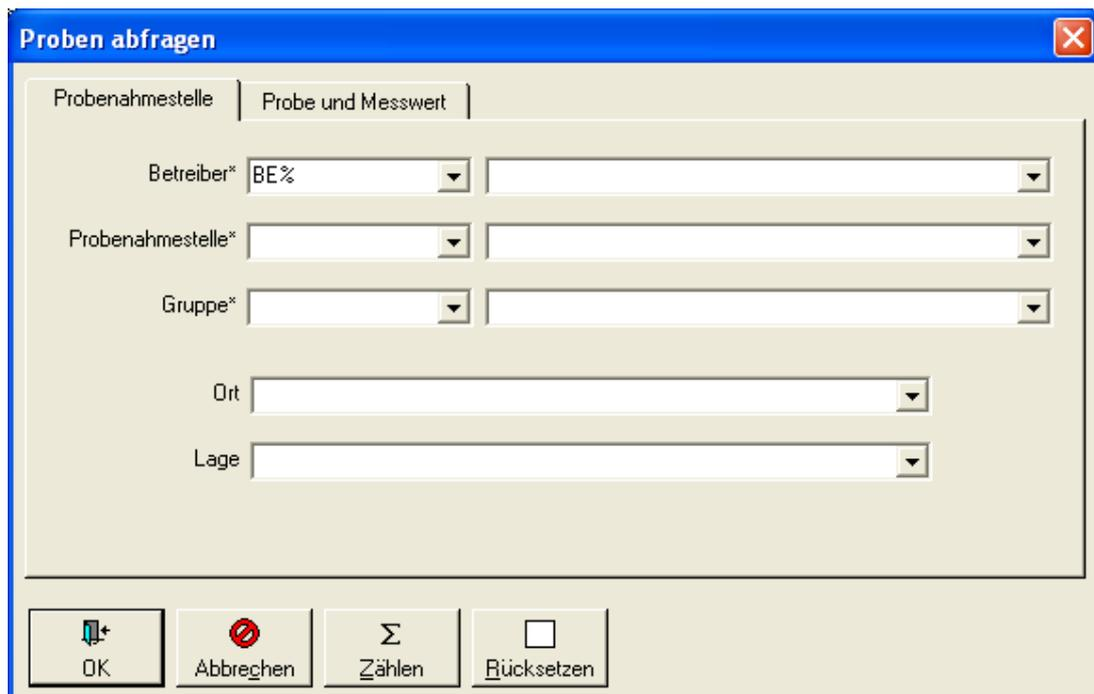 Proben abfragen
Probenahmestelle Probe und Messwert
Betreiber* BE%
Probenahmestelle*
Gruppe*
Ort
Lage
OK Abbrechen Σ Zählen Rücksetzen